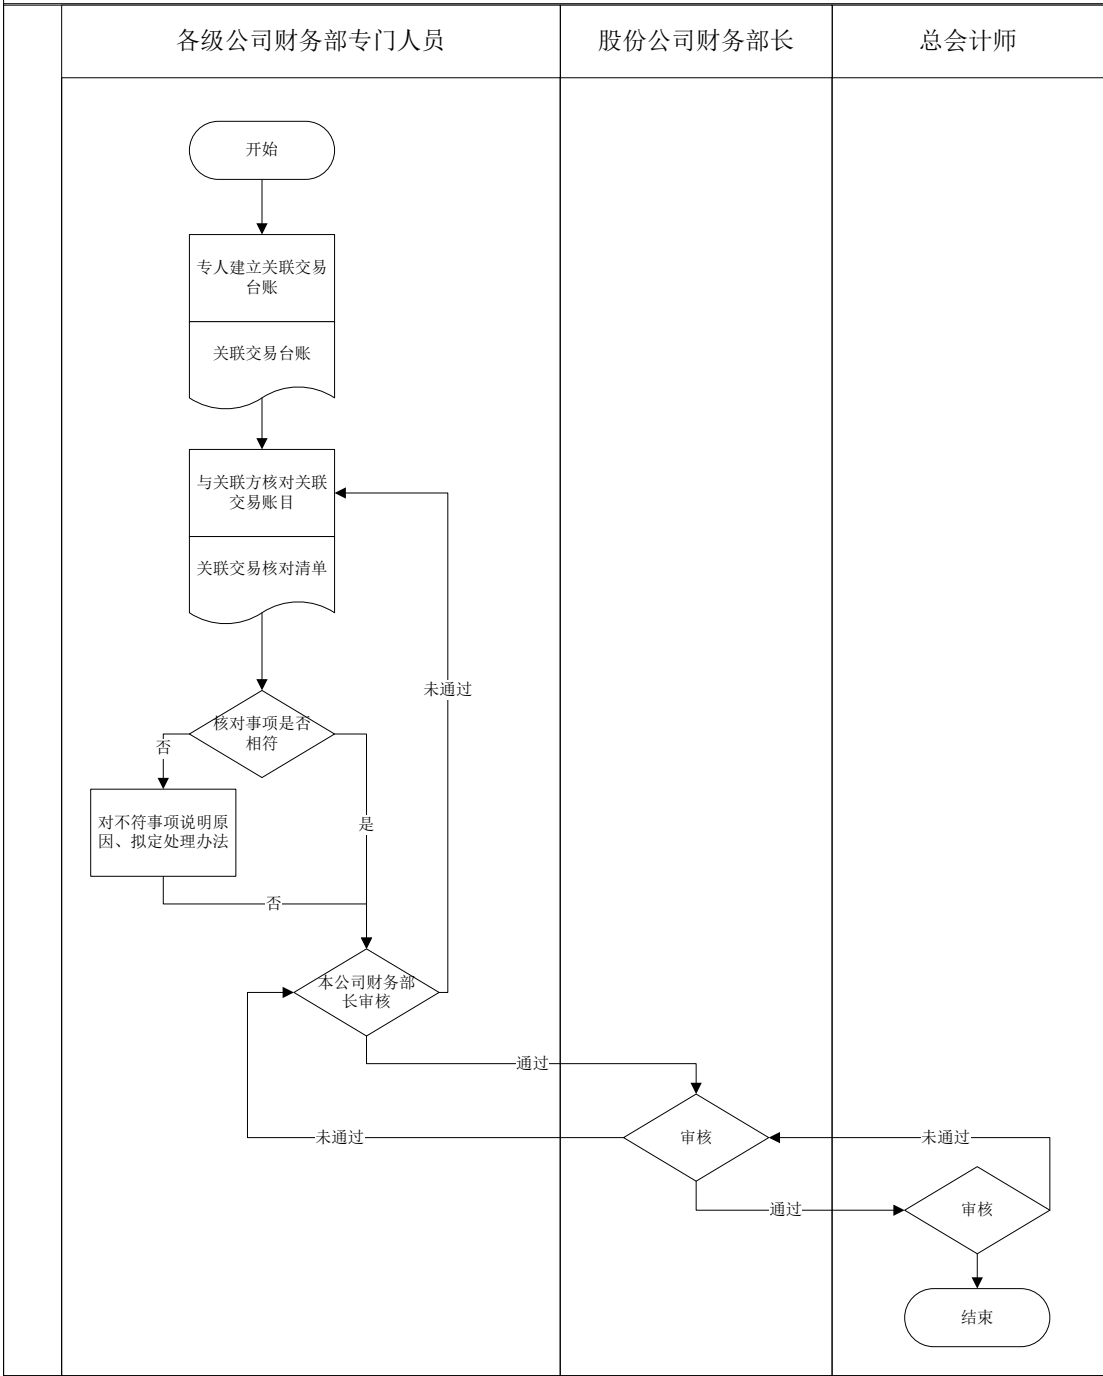 各级公司财务部专门人员
股份公司财务部长
总会计师
开始
专人建立关联交易
台账
关联交易台账
与关联方核对关联
交易账目
关联交易核对清单
未通过
核对事项是否
相符
否
对不符事项说明原
因、拟定处理办法
是
否
本公司财务部
长审核
通过
未通过
审核
未通过
通过
审核
结束